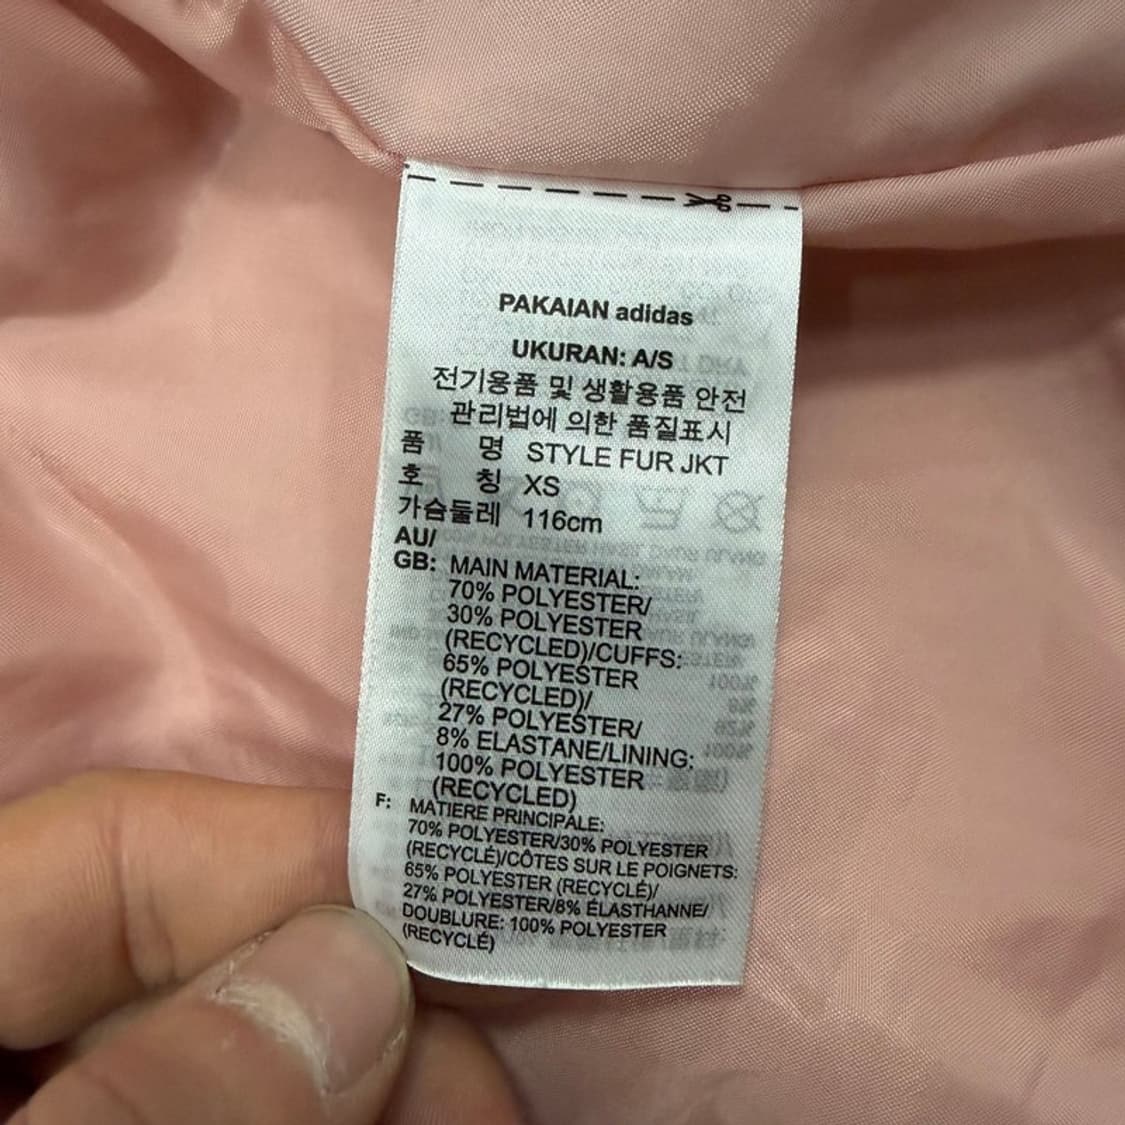 PAKAIAN adidas
UKURAN: A/S
전기용품 및 생활용품 안전
관리법에 의한 품질표시
품 명 STYLE FUR JKT
호 칭 XS
가슴둘레 116cm
AU/
GB: MAIN MATERIAL:
70% POLYESTER/
30% POLYESTER
(RECYCLED)/CUFFS:
65% POLYESTER
(RECYCLED)/
27% POLYESTER/
8% ELASTANE/LINING:
100% POLYESTER
(RECYCLED)
F: MATIERE PRINCIPALE:
70% POLYESTER/30% POLYESTER
(RECYCLÉ)/CÔTES SUR LE POIGNETS:
65% POLYESTER (RECYCLÉ)/
27% POLYESTER/8% ÉLASTHANNE/
DOUBLURE: 100% POLYESTER
(RECYCLÉ)